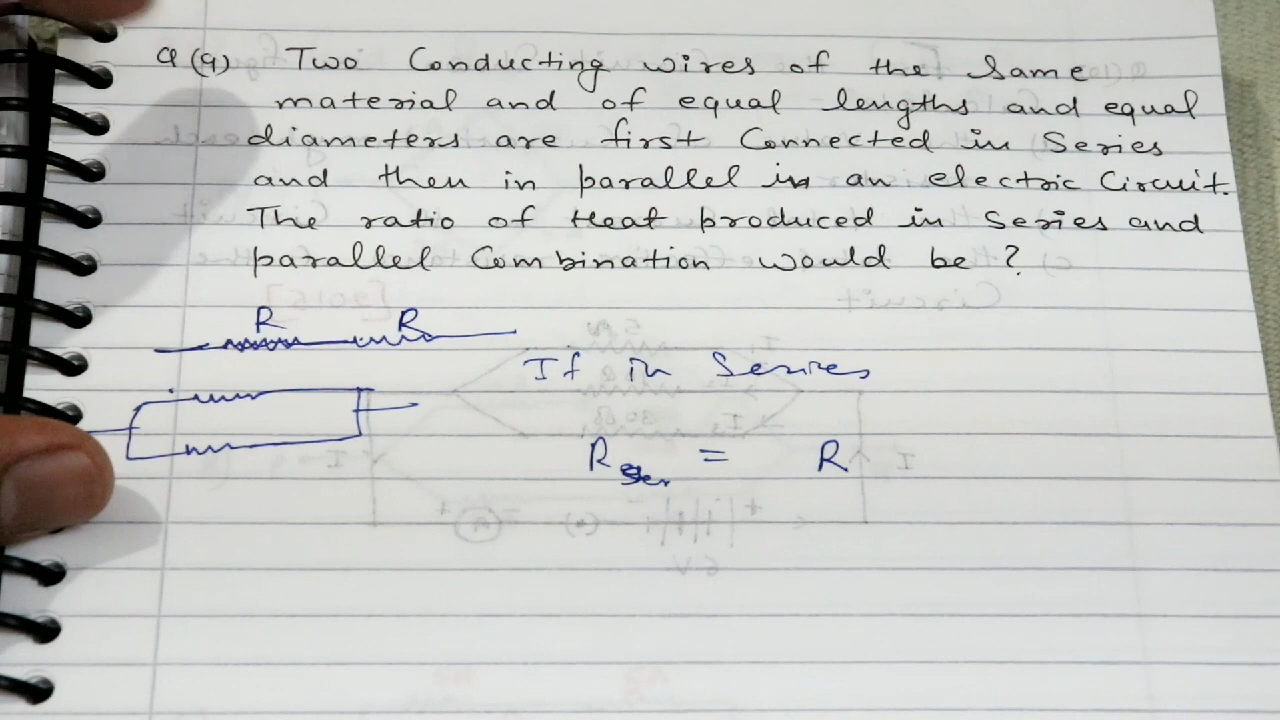 Q(9) Two Conducting wires of the same
material and of equal lengths and equal
diameters are first Connected in Series
and then in parallel in an electric Circuit.
The ratio of Heat produced in Series and
parallel Combination would be?
R R
If in Series
R ser = R